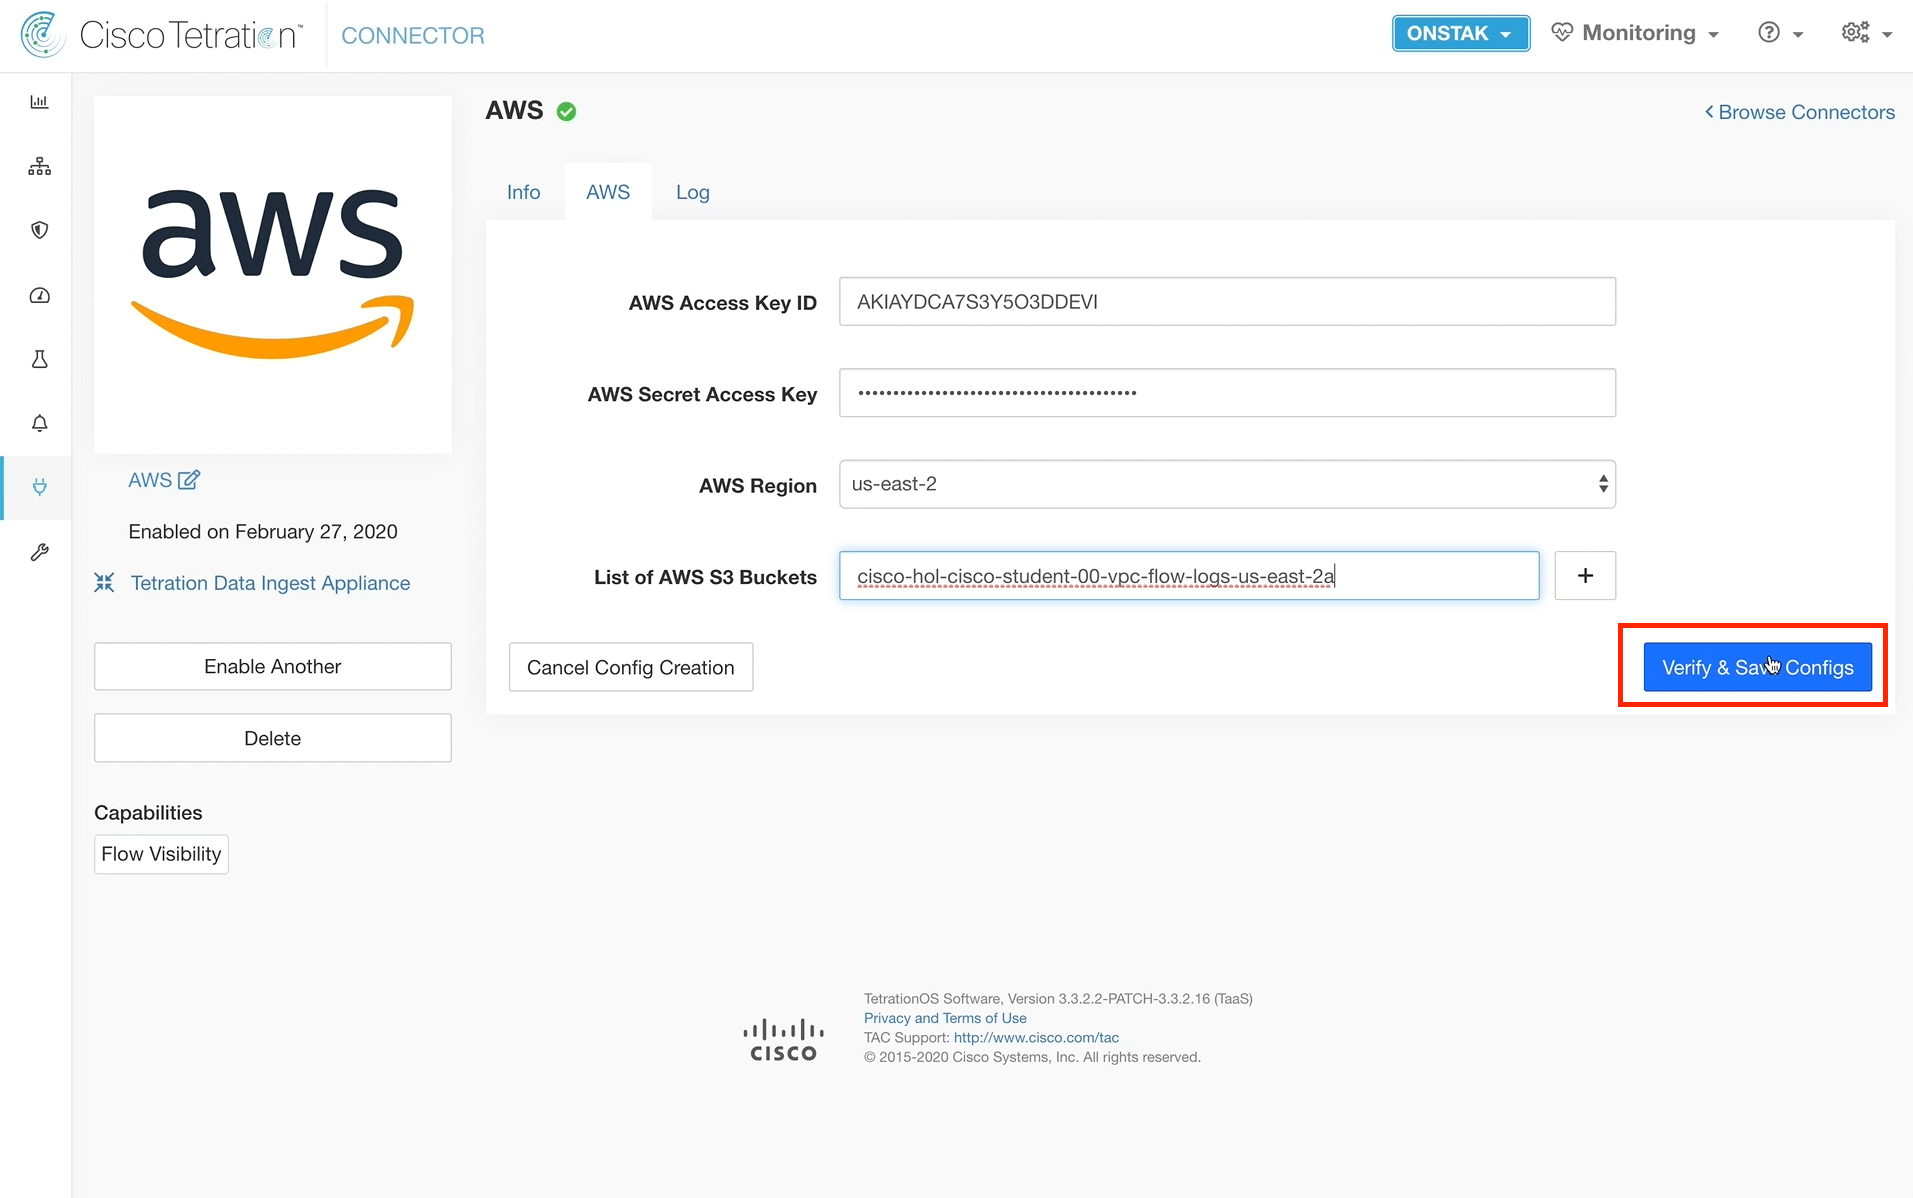 Cisco Tetration™ CONNECTOR ONSTAK Monitoring
AWS
Browse Connectors
aws
Info AWS Log
AWS Access Key ID AKIAYDCA7S3Y5O3DDEVI
AWS Secret Access Key ••••••••••••••••••••••••••••••••••••••••
AWS Region us-east-2
List of AWS S3 Buckets cisco-hol-cisco-student-00-vpc-flow-logs-us-east-2a +
Cancel Config Creation Verify & Save Configs
AWS
Enabled on February 27, 2020
Tetration Data Ingest Appliance
Enable Another
Delete
Capabilities
Flow Visibility
CISCO
TetrationOS Software, Version 3.3.2.2-PATCH-3.3.2.16 (TaaS)
Privacy and Terms of Use
TAC Support: http://www.cisco.com/tac
© 2015-2020 Cisco Systems, Inc. All rights reserved.